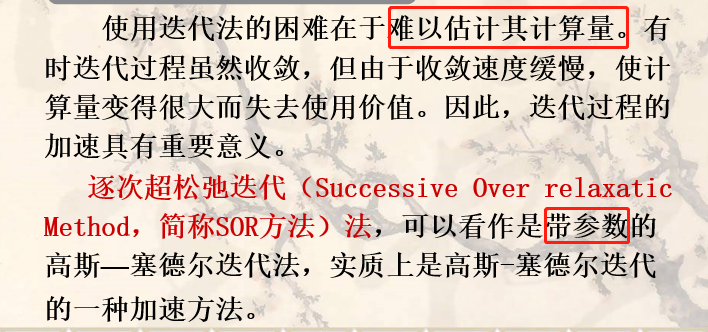 使用迭代法的困难在于难以估计其计算量。有
时迭代过程虽然收敛，但由于收敛速度缓慢，使计
算量变得很大而失去使用价值。因此，迭代过程的
加速具有重要意义。
逐次超松弛迭代（Successive Over relaxatic
Method，简称SOR方法）法，可以看作是带参数的
高斯—塞德尔迭代法，实质上是高斯-塞德尔迭代
的一种加速方法。